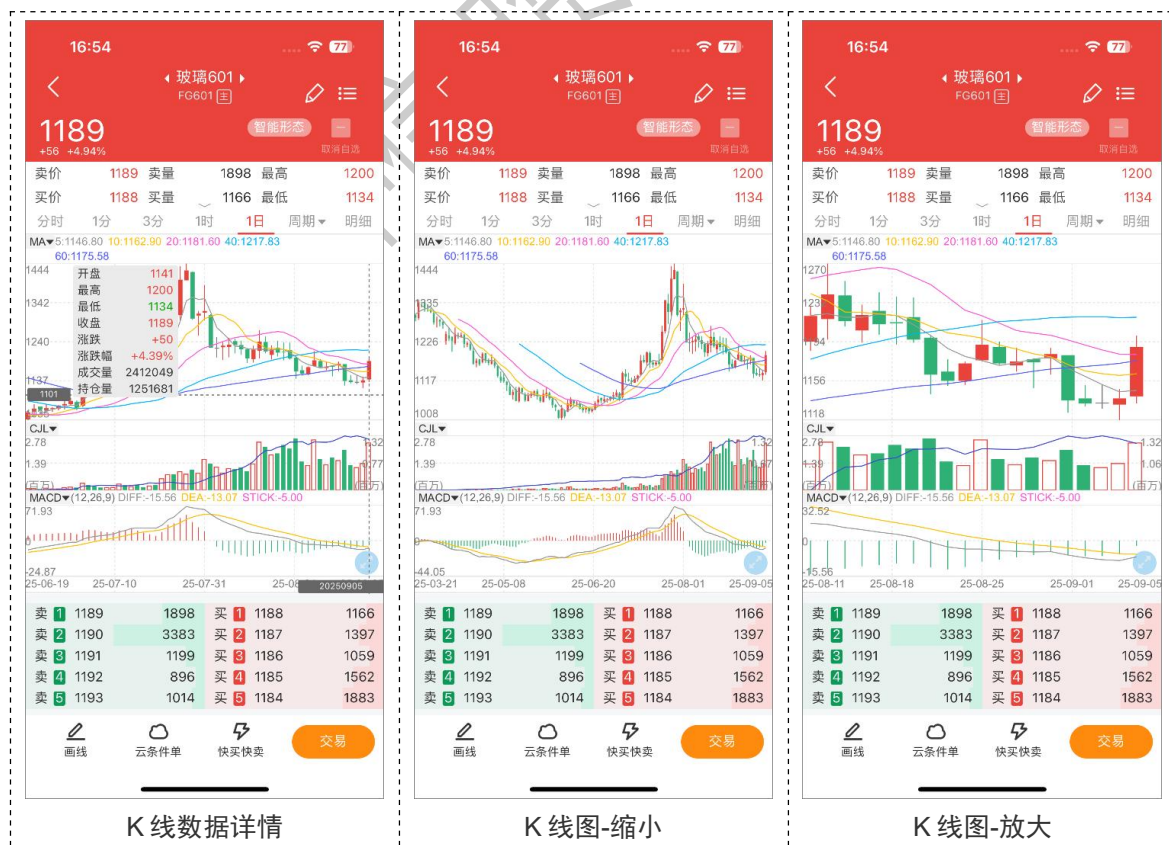 16:54
77
玻璃601
FG601 主
1189
+56 +4.94%
智能形态
取消自选
卖价 1189 卖量 1898 最高 1200
买价 1188 买量 1166 最低 1134
分时 1分 3分 1时 1日 周期 明细
MA 5:1146.80 10:1162.90 20:1181.60 40:1217.83
60:1175.58
1444
1342
1240
1137
1101
开盘 1141
最高 1200
最低 1134
收盘 1189
涨跌 +50
涨跌幅 +4.39%
成交量 2412049
持仓量 1251681
CJL
2.78
1.39
(百万)
MACD (12,26,9) DIFF:-15.56 DEA:-13.07 STICK:-5.00
71.93
0
-24.87
25-06-19 25-07-10 25-07-31 20250905
卖 1 1189 1898 买 1 1188 1166
卖 2 1190 3383 买 2 1187 1397
卖 3 1191 1199 买 3 1186 1059
卖 4 1192 896 买 4 1185 1562
卖 5 1193 1014 买 5 1184 1883
画线 云条件单 快买快卖 交易
K 线数据详情
16:54
77
玻璃601
FG601 主
1189
+56 +4.94%
智能形态
取消自选
卖价 1189 卖量 1898 最高 1200
买价 1188 买量 1166 最低 1134
分时 1分 3分 1时 1日 周期 明细
MA 5:1146.80 10:1162.90 20:1181.60 40:1217.83
60:1175.58
1444
1335
1226
1117
1008
CJL
2.78
1.39
(百万)
MACD (12,26,9) DIFF:-15.56 DEA:-13.07 STICK:-5.00
71.93
-44.05
25-03-21 25-05-08 25-06-20 25-08-01 25-09-05
卖 1 1189 1898 买 1 1188 1166
卖 2 1190 3383 买 2 1187 1397
卖 3 1191 1199 买 3 1186 1059
卖 4 1192 896 买 4 1185 1562
卖 5 1193 1014 买 5 1184 1883
画线 云条件单 快买快卖 交易
K 线图-缩小
16:54
77
玻璃601
FG601 主
1189
+56 +4.94%
智能形态
取消自选
卖价 1189 卖量 1898 最高 1200
买价 1188 买量 1166 最低 1134
分时 1分 3分 1时 1日 周期 明细
MA 5:1146.80 10:1162.90 20:1181.60 40:1217.83
60:1175.58
1270
1156
1118
CJL
2.78 1.32
1.39 1.06
(百万)
MACD (12,26,9) DIFF:-15.56 DEA:-13.07 STICK:-5.00
32.52
0
-15.56
25-08-11 25-08-18 25-08-25 25-09-01 25-09-05
卖 1 1189 1898 买 1 1188 1166
卖 2 1190 3383 买 2 1187 1397
卖 3 1191 1199 买 3 1186 1059
卖 4 1192 896 买 4 1185 1562
卖 5 1193 1014 买 5 1184 1883
画线 云条件单 快买快卖 交易
K 线图-放大